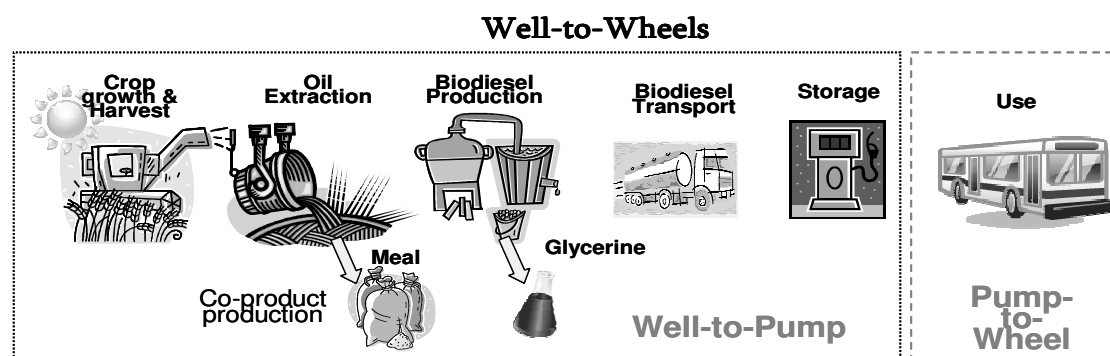 Well-to-Wheels
Crop
growth &
Harvest
Oil
Extraction
Biodiesel
Production
Biodiesel
Transport
Storage
Use
Meal
Glycerine
Co-product
production
Well-to-Pump
Pump-
to-
Wheel